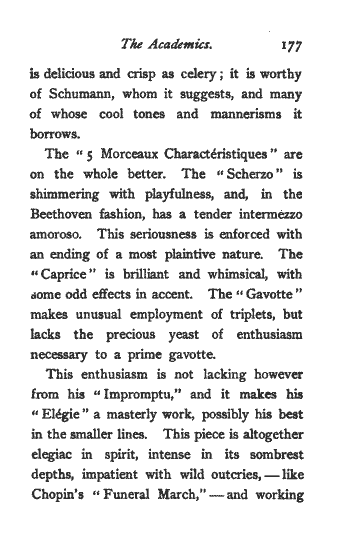 The Academics. 177
is delicious and crisp as celery; it is worthy
of Schumann, whom it suggests, and many
of whose cool tones and mannerisms it
borrows.
The "5 Morceaux Charactéristiques" are
on the whole better. The "Scherzo" is
shimmering with playfulness, and, in the
Beethoven fashion, has a tender intermezzo
amoroso. This seriousness is enforced with
an ending of a most plaintive nature. The
"Caprice" is brilliant and whimsical, with
some odd effects in accent. The "Gavotte"
makes unusual employment of triplets, but
lacks the precious yeast of enthusiasm
necessary to a prime gavotte.
This enthusiasm is not lacking however
from his "Impromptu," and it makes his
"Elégie" a masterly work, possibly his best
in the smaller lines. This piece is altogether
elegiac in spirit, intense in its sombrest
depths, impatient with wild outcries,—like
Chopin's "Funeral March,"—and working